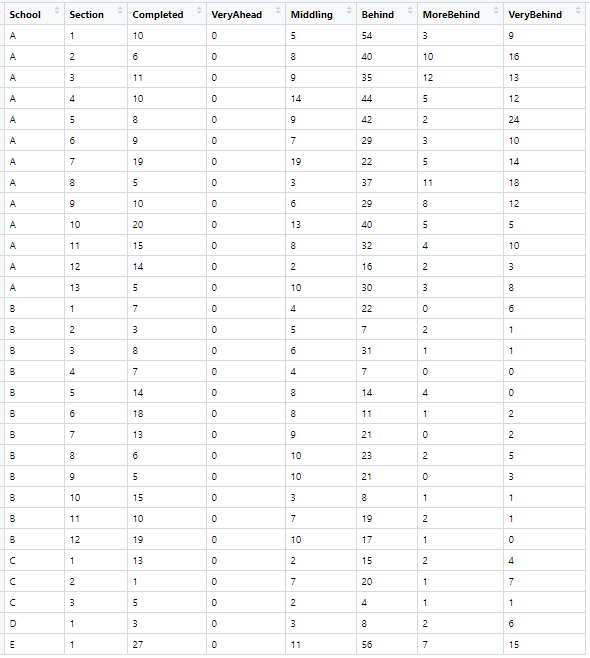 School Section Completed VeryAhead Middling Behind MoreBehind VeryBehind
A 1 10 0 5 54 3 9
A 2 6 0 8 40 10 16
A 3 11 0 9 35 12 13
A 4 10 0 14 44 5 12
A 5 8 0 9 42 2 24
A 6 9 0 7 29 3 10
A 7 19 0 19 22 5 14
A 8 5 0 3 37 11 18
A 9 10 0 6 29 8 12
A 10 20 0 13 40 5 5
A 11 15 0 8 32 4 10
A 12 14 0 2 16 2 3
A 13 5 0 10 30 3 8
B 1 7 0 4 22 0 6
B 2 3 0 5 7 2 1
B 3 8 0 6 31 1 1
B 4 7 0 4 7 0 0
B 5 14 0 8 14 4 0
B 6 18 0 8 11 1 2
B 7 13 0 9 21 0 2
B 8 6 0 10 23 2 5
B 9 5 0 10 21 0 3
B 10 15 0 3 8 1 1
B 11 10 0 7 19 2 1
B 12 19 0 10 17 1 0
C 1 13 0 2 15 2 4
C 2 1 0 7 20 1 7
C 3 5 0 2 4 1 1
D 1 3 0 3 8 2 6
E 1 27 0 11 56 7 15